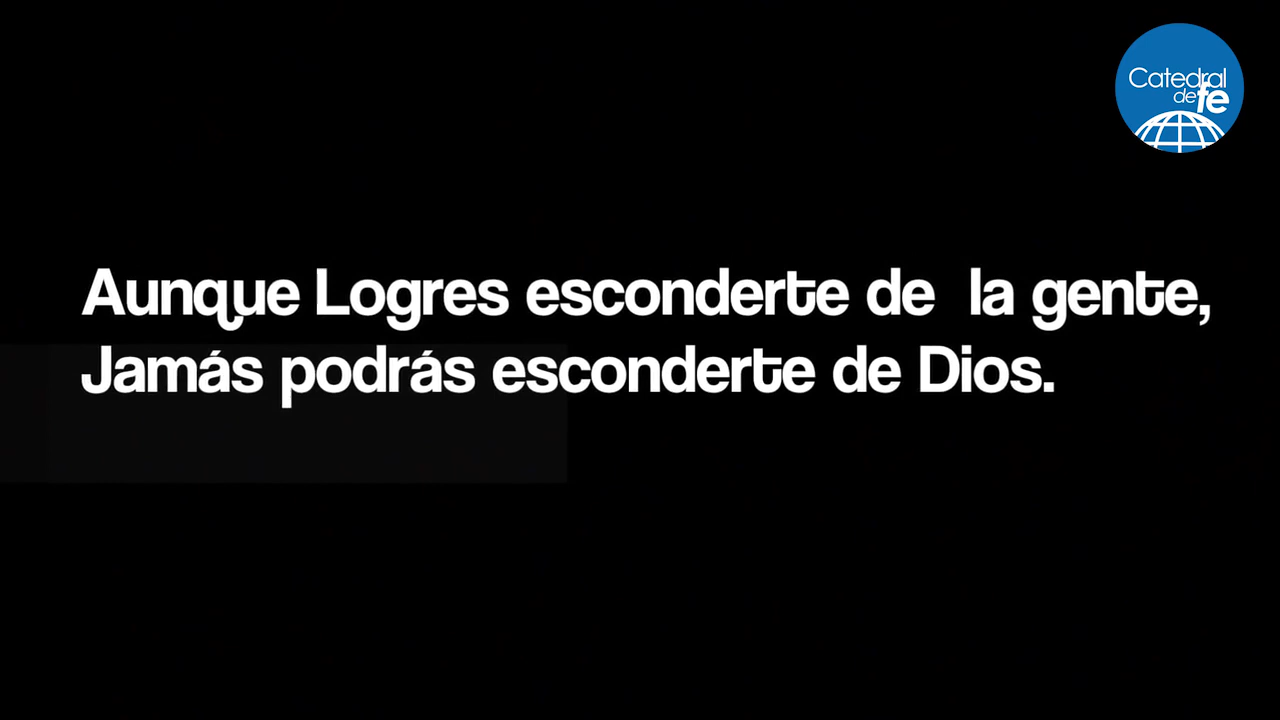 Catedral
de fe
Aunque Logres esconderte de  la gente,
Jamás podrás esconderte de Dios.